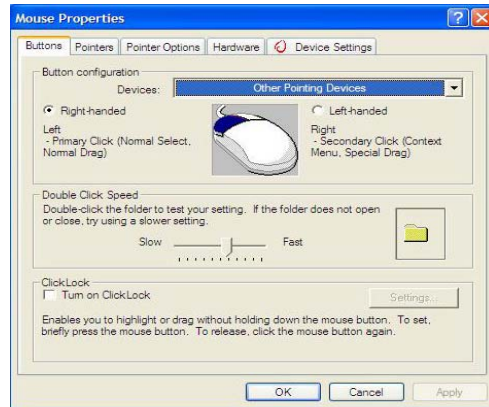 Mouse Properties
Buttons Pointers Pointer Options Hardware Device Settings
Button configuration
Devices: Other Pointing Devices
Right-handed
Left-handed
Left
- Primary Click (Normal Select,
Normal Drag)
Right
- Secondary Click (Context
Menu, Special Drag)
Double Click Speed
Double-click the folder to test your setting. If the folder does not open
or close, try using a slower setting.
Slow Fast
ClickLock
Turn on ClickLock
Settings...
Enables you to highlight or drag without holding down the mouse button. To set,
briefly press the mouse button. To release, click the mouse button again.
OK Cancel Apply